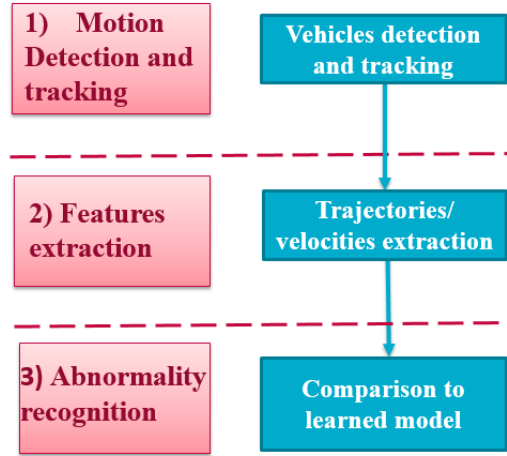 1) Motion
Detection and
tracking
Vehicles detection
and tracking
2) Features
extraction
Trajectories/
velocities extraction
3) Abnormality
recognition
Comparison to
learned model